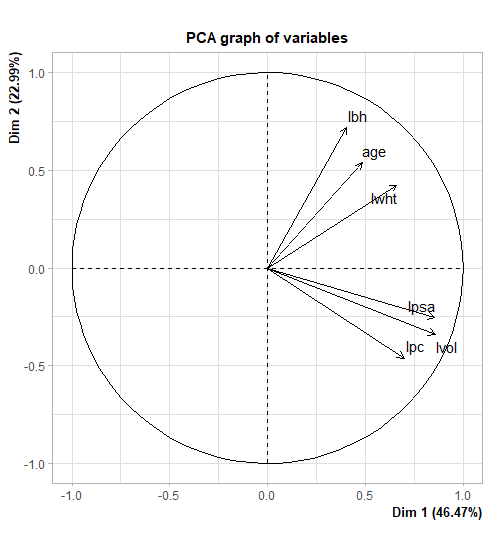 PCA graph of variables
Dim 2 (22.99%)
1.0
0.5
0.0
-0.5
-1.0
lbh
age
lwht
lpsa
lpc
lvol
-1.0
-0.5
0.0
0.5
1.0
Dim 1 (46.47%)